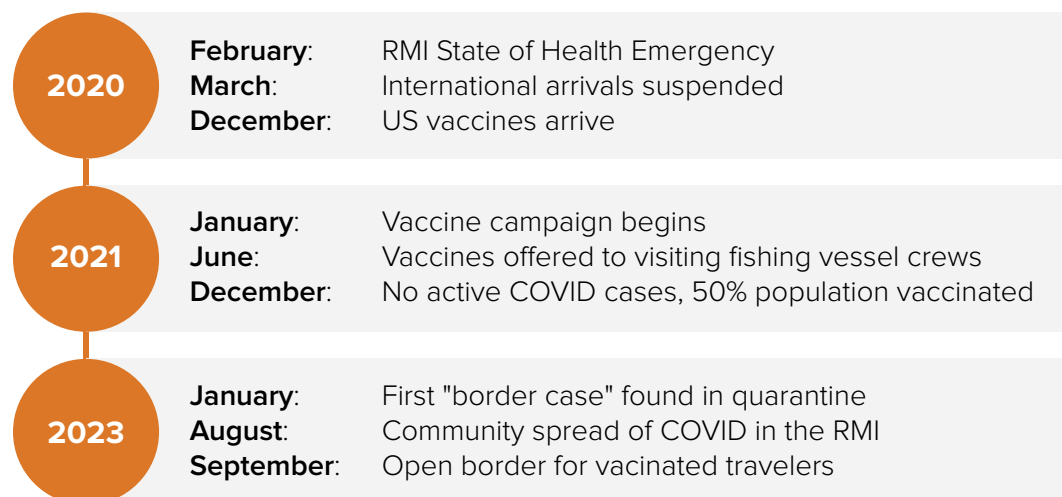 2020
February: RMI State of Health Emergency
March: International arrivals suspended
December: US vaccines arrive
2021
January: Vaccine campaign begins
June: Vaccines offered to visiting fishing vessel crews
December: No active COVID cases, 50% population vaccinated
2023
January: First "border case" found in quarantine
August: Community spread of COVID in the RMI
September: Open border for vacinated travelers